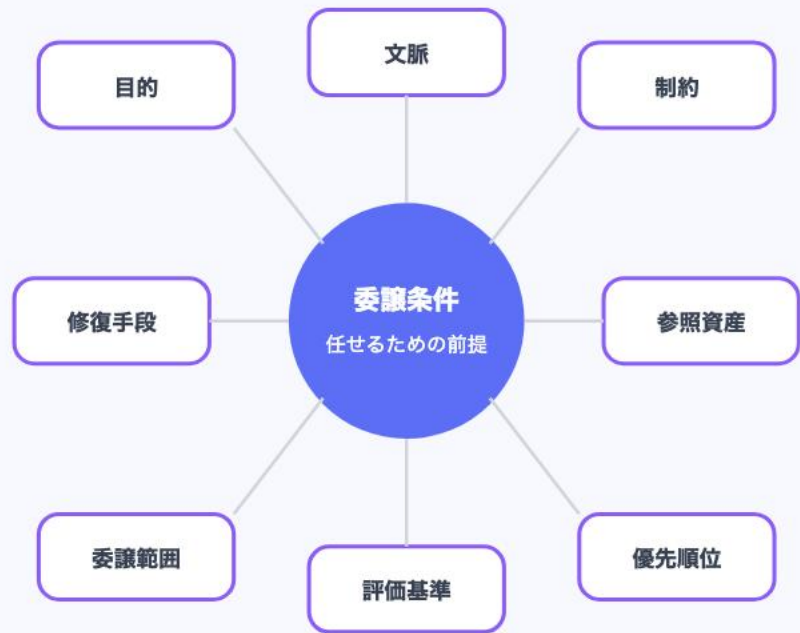 文脈
目的
制約
委譲条件
任せるための前提
修復手段
参照資産
委譲範囲
優先順位
評価基準